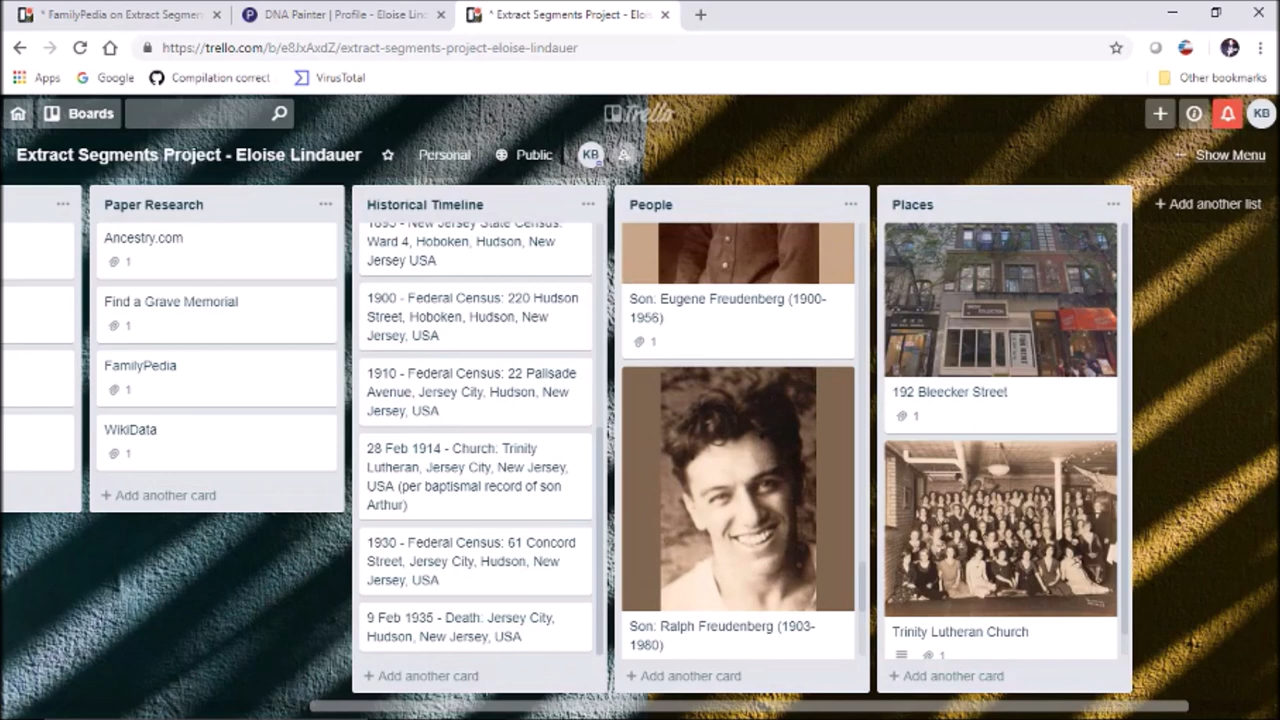 * FamilyPedia on Extract Segmen
DNA Painter | Profile - Eloise Lin
* Extract Segments Project - Elo
https://trello.com/b/e8JxAxdZ/extract-segments-project-eloise-lindauer
Apps
Google
Compilation correct
VirusTotal
Other bookmarks
Boards
Trello
KB
Extract Segments Project - Eloise Lindauer
Personal
Public
KB
Show Menu
Paper Research
Ancestry.com
1
Find a Grave Memorial
1
FamilyPedia
1
WikiData
1
+ Add another card
Historical Timeline
1895 - New Jersey State Census:
Ward 4, Hoboken, Hudson, New
Jersey USA
1900 - Federal Census: 220 Hudson
Street, Hoboken, Hudson, New
Jersey, USA
1910 - Federal Census: 22 Palisade
Avenue, Jersey City, Hudson, New
Jersey, USA
28 Feb 1914 - Church: Trinity
Lutheran, Jersey City, New Jersey,
USA (per baptismal record of son
Arthur)
1930 - Federal Census: 61 Concord
Street, Jersey City, Hudson, New
Jersey, USA
9 Feb 1935 - Death: Jersey City,
Hudson, New Jersey, USA
+ Add another card
People
Son: Eugene Freudenberg (1900-
1956)
1
Son: Ralph Freudenberg (1903-
1980)
+ Add another card
Places
192 Bleecker Street
1
Trinity Lutheran Church
1
+ Add another card
+ Add another list